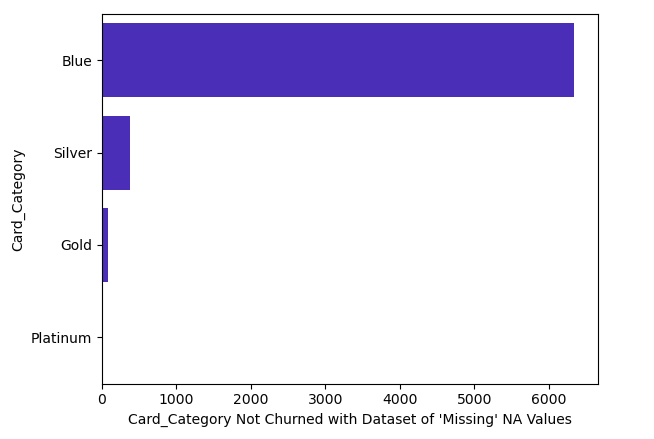 Card_Category
Blue
Silver
Gold
Platinum
0 1000 2000 3000 4000 5000 6000
Card_Category Not Churned with Dataset of 'Missing' NA Values